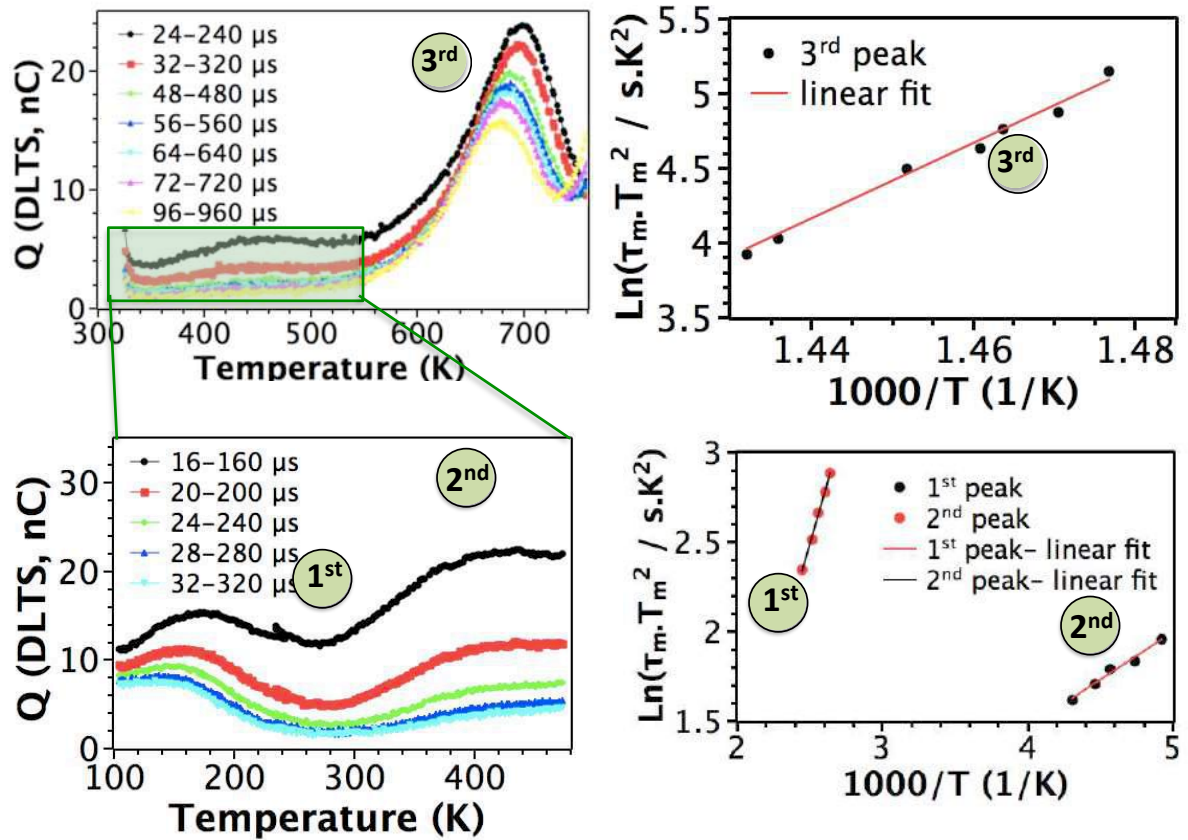 24–240 µs
32–320 µs
48–480 µs
56–560 µs
64–640 µs
72–720 µs
96–960 µs
3rd
Q (DLTS, nC)
20
10
0
300 400 500 600 700
Temperature (K)
Ln(τm.Tm² / s.K²)
5.5
5
4.5
4
3.5
3rd peak
linear fit
3rd
1.44 1.46 1.48
1000/T (1/K)
16–160 µs
20–200 µs
24–240 µs
28–280 µs
32–320 µs
2nd
1st
Q (DLTS, nC)
30
20
10
0
100 200 300 400
Temperature (K)
Ln(τm.Tm² / s.K²)
3
2.5
2
1.5
1st peak
2nd peak
1st peak– linear fit
2nd peak– linear fit
1st
2nd
2 3 4 5
1000/T (1/K)